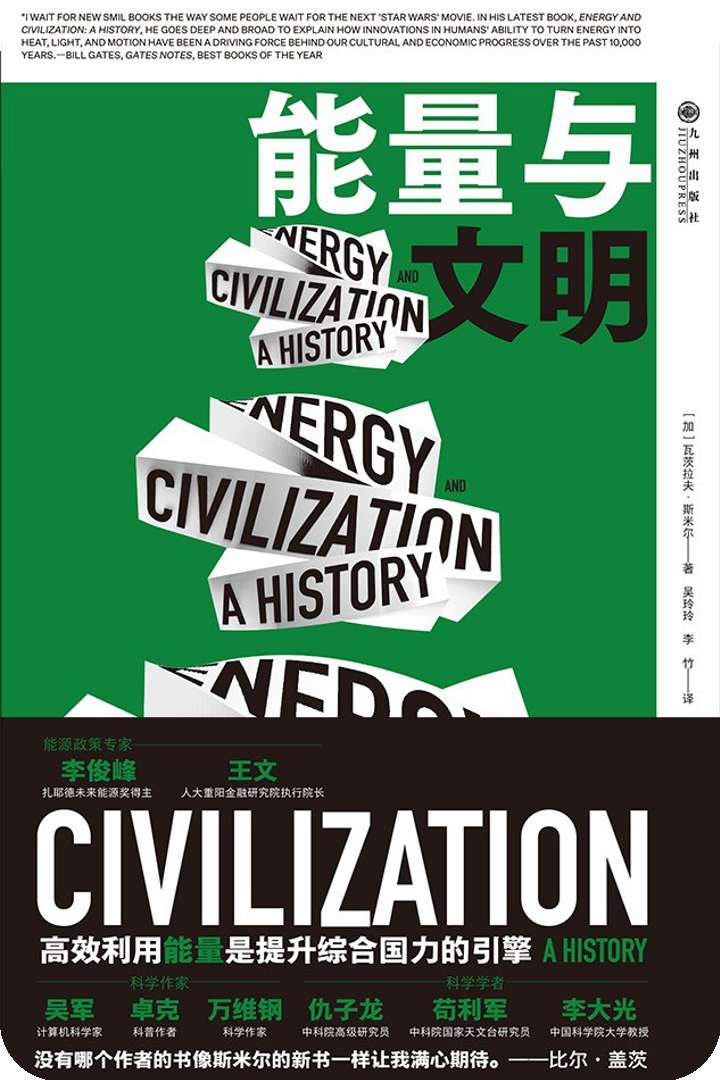 "I WAIT FOR NEW SMIL BOOKS THE WAY SOME PEOPLE WAIT FOR THE NEXT 'STAR WARS' MOVIE. IN HIS LATEST BOOK, ENERGY AND
CIVILIZATION: A HISTORY, HE GOES DEEP AND BROAD TO EXPLAIN HOW INNOVATIONS IN HUMANS' ABILITY TO TURN ENERGY INTO
HEAT, LIGHT, AND MOTION HAVE BEEN A DRIVING FORCE BEHIND OUR CULTURAL AND ECONOMIC PROGRESS OVER THE PAST 10,000
YEARS.—BILL GATES, GATES NOTES, BEST BOOKS OF THE YEAR
能量与
文明
九州出版社
JIUZHOUPRESS
ENERGY
AND
CIVILIZATION
A HISTORY
ENERGY
AND
CIVILIZATION
A HISTORY
ENERGY
[加]瓦茨拉夫·斯米尔——著 吴玲玲 李竹——译
能源政策专家
李俊峰 王文
扎耶德未来能源奖得主 人大重阳金融研究院执行院长
CIVILIZATION
高效利用能量是提升综合国力的引擎 A HISTORY
科学作家 科学学者
吴军 卓克 万维钢 仇子龙 苟利军 李大光
计算机科学家 科普作者 科学作家 中科院高级研究员 中科院国家天文台研究员 中国科学院大学教授
没有哪个作者的书像斯米尔的新书一样让我满心期待。——比尔·盖茨